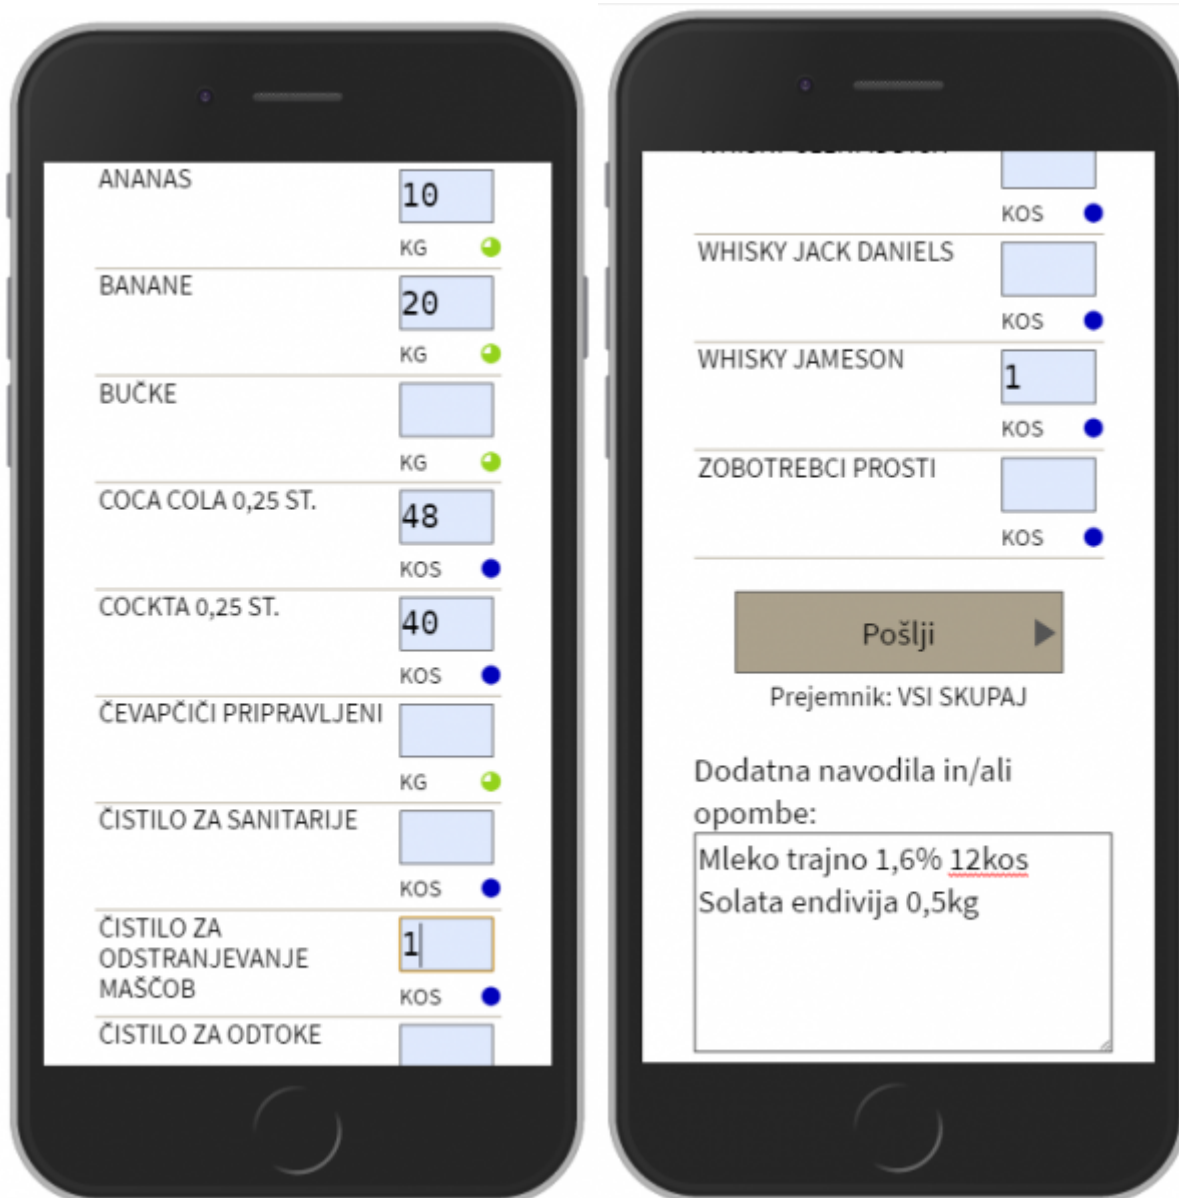 ANANAS
10
KG
BANANE
20
KG
BUČKE
KG
COCA COLA 0,25 ST.
48
KOS
COCKTA 0,25 ST.
40
KOS
ČEVAPČIČI PRIPRAVLJENI
KG
ČISTILO ZA SANITARIJE
KOS
ČISTILO ZA
ODSTRANJEVANJE
MAŠČOB
1
KOS
ČISTILO ZA ODTOKE
KOS
WHISKY JACK DANIELS
KOS
WHISKY JAMESON
1
KOS
ZOBOTREBCI PROSTI
KOS
Pošlji
Prejemnik: VSI SKUPAJ
Dodatna navodila in/ali
opombe:
Mleko trajno 1,6% 12kos
Solata endivija 0,5kg